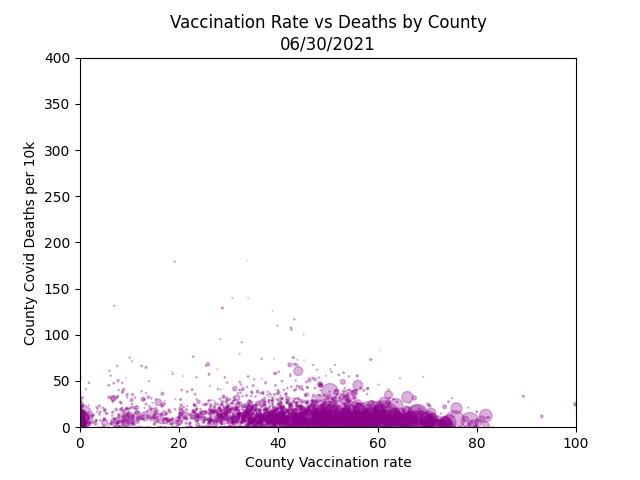 Vaccination Rate vs Deaths by County
06/30/2021
400
350
300
250
200
150
100
50
0
County Covid Deaths per 10k
0 20 40 60 80 100
County Vaccination rate